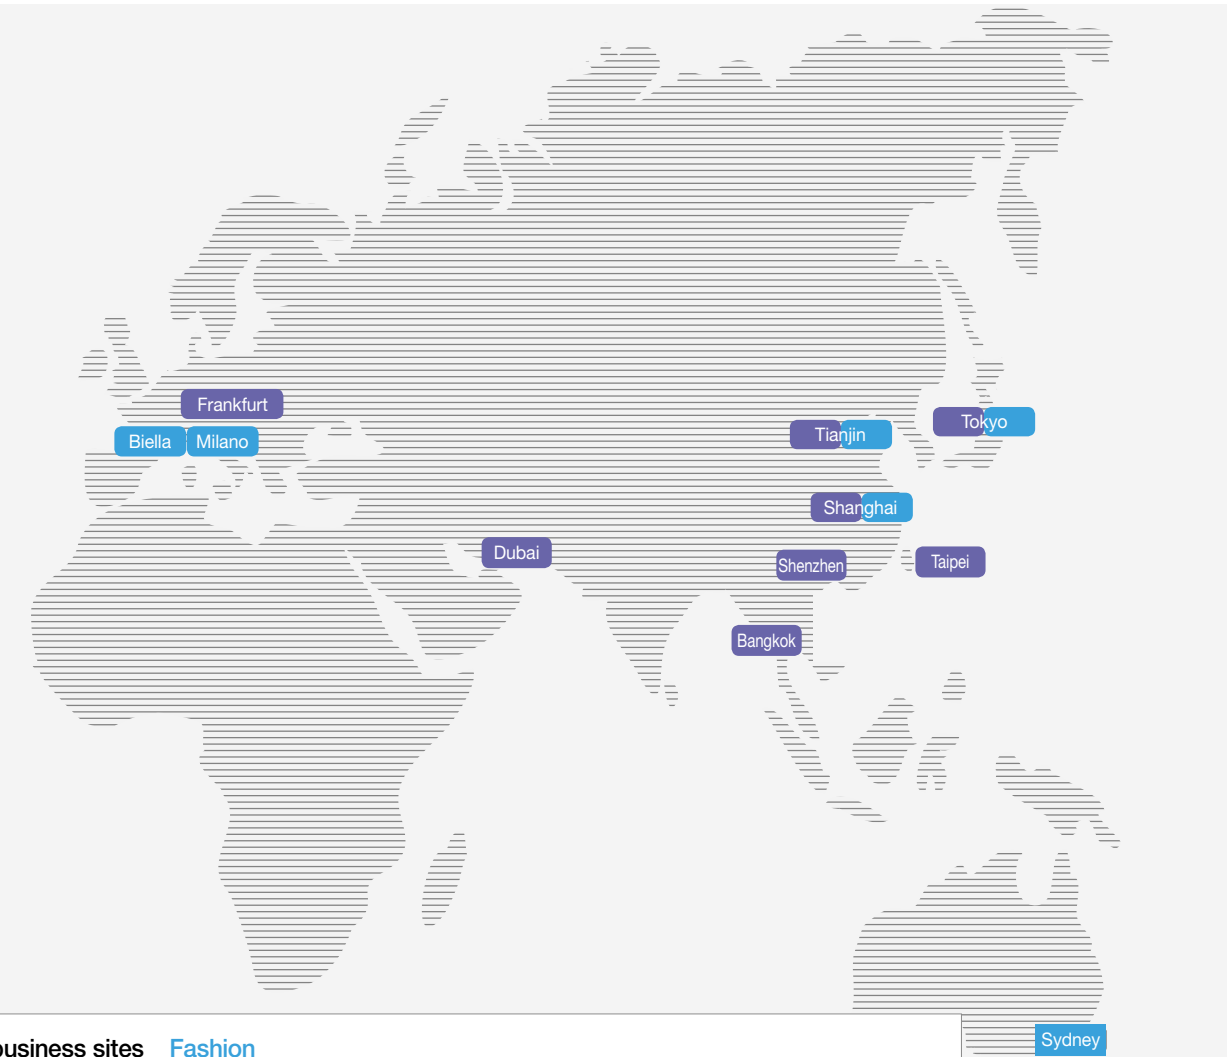 Frankfurt
Biella Milano
Tianjin
Tokyo
Shanghai
Dubai
Shenzhen
Taipei
Bangkok
Sydney
business sites Fashion